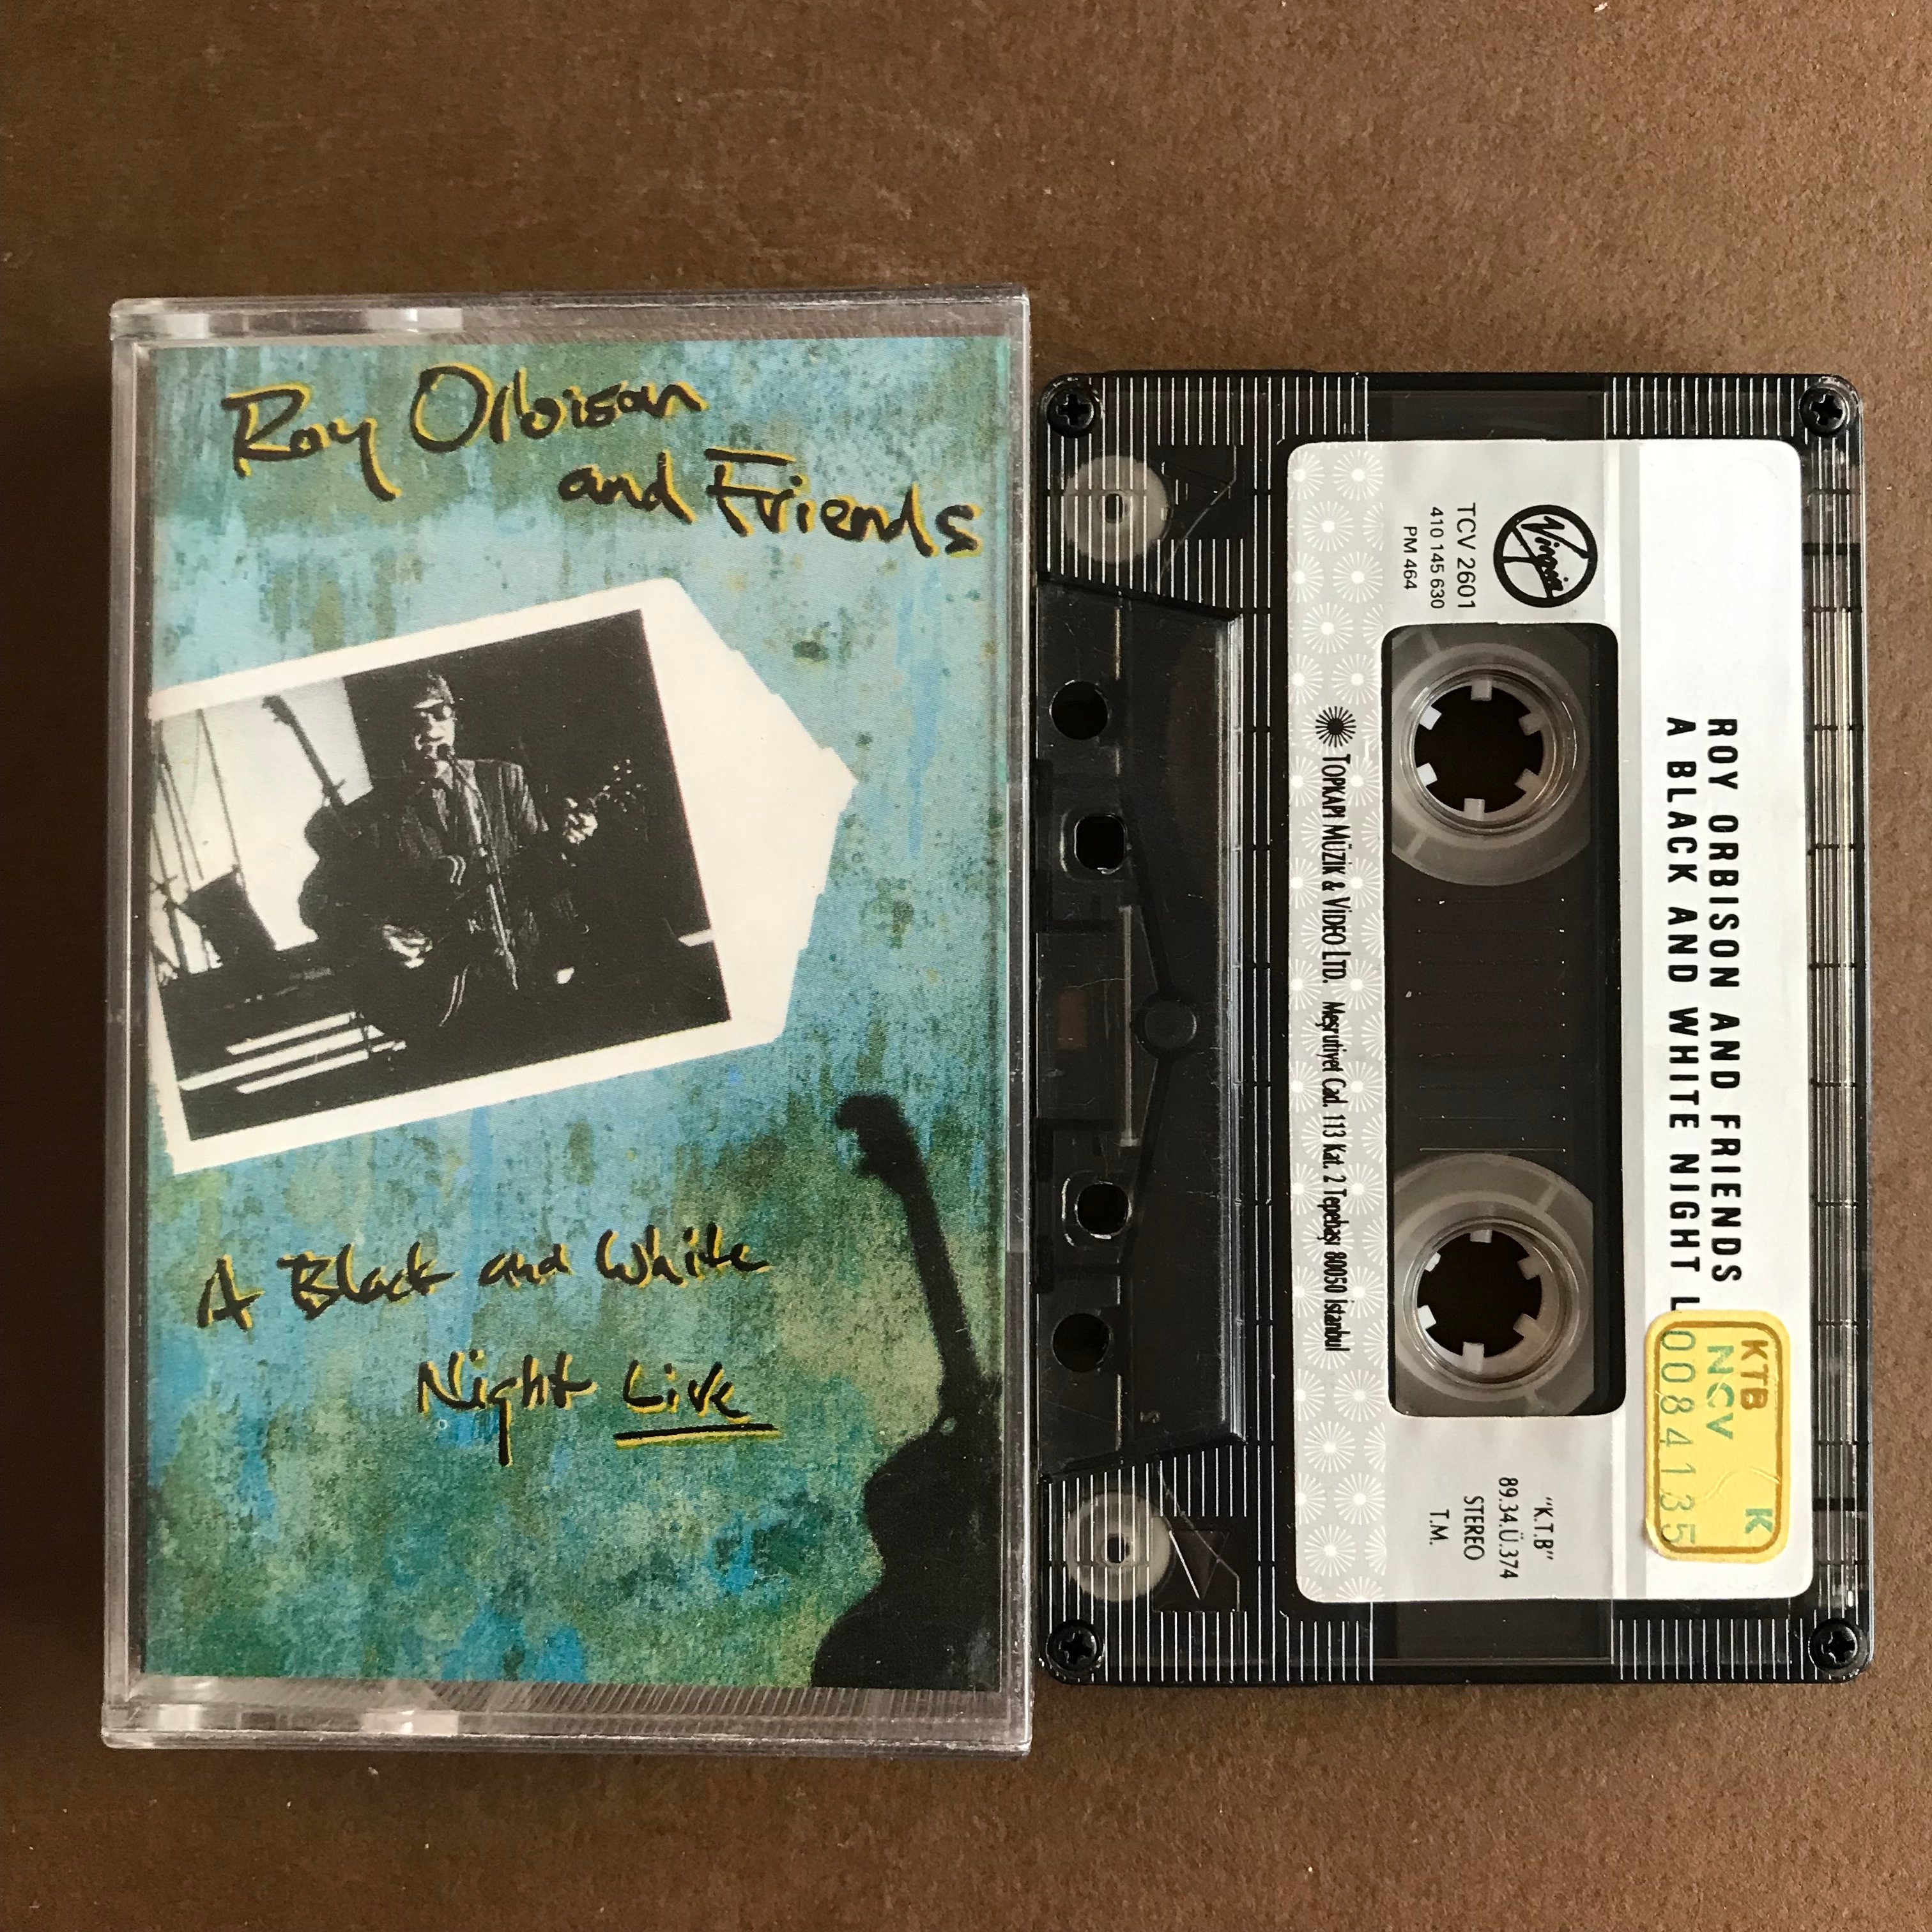 Roy Orbison
and Friends
A Black and White
Night Live
ROY ORBISON AND FRIENDS
A BLACK AND WHITE NIGHT L
KTB
NCV
K
0084135
Virgin
TCV 2601
410 145 630
PM 464
"K.T.B"
89.34.Ü.374
STEREO
T.M.
TOPKAPI MÜZİK & VİDEO LTD. Meşrutiyet Cad. 113 Kat. 2 Tepebaşı 80050 İstanbul